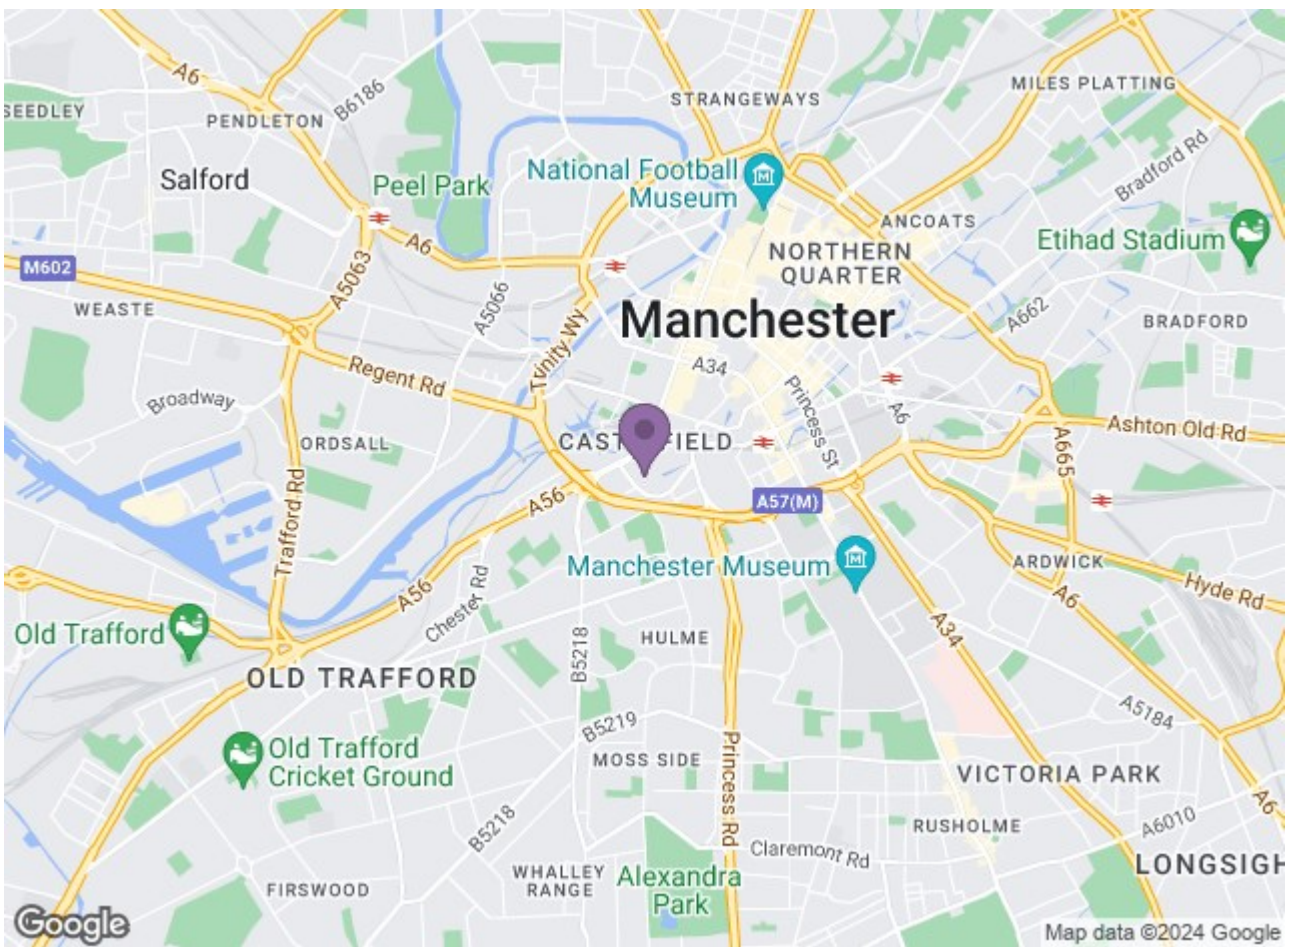 A6
B6186
SEEDLEY
PENDLETON
STRANGEWAYS
MILES PLATTING
Bradford Rd
Salford
Peel Park
National Football
Museum
ANCOATS
Etihad Stadium
NORTHERN
QUARTER
A6
M602
A5063
WEASTE
A5066
Trinity Wy
Manchester
A662
BRADFORD
Regent Rd
A34
Princess St
A6
Broadway
ORDSALL
CASTLEFIELD
Ashton Old Rd
A665
Trafford Rd
A56
A57(M)
Manchester Museum
ARDWICK
Hyde Rd
A56
Chester Rd
A6
Old Trafford
B5218
HULME
A34
OLD TRAFFORD
B5219
A5184
Old Trafford
Cricket Ground
MOSS SIDE
Princess Rd
VICTORIA PARK
A6
B5218
RUSHOLME
A6010
Claremont Rd
LONGSIGH
FIRSWOOD
WHALLEY
RANGE
Alexandra
Park
Google
Map data ©2024 Google